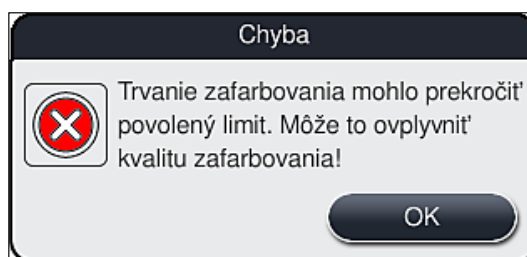 Chyba
Trvanie zafarbovania mohlo prekročiť
povolený limit. Môže to ovplyvniť
kvalitu zafarbovania!
OK